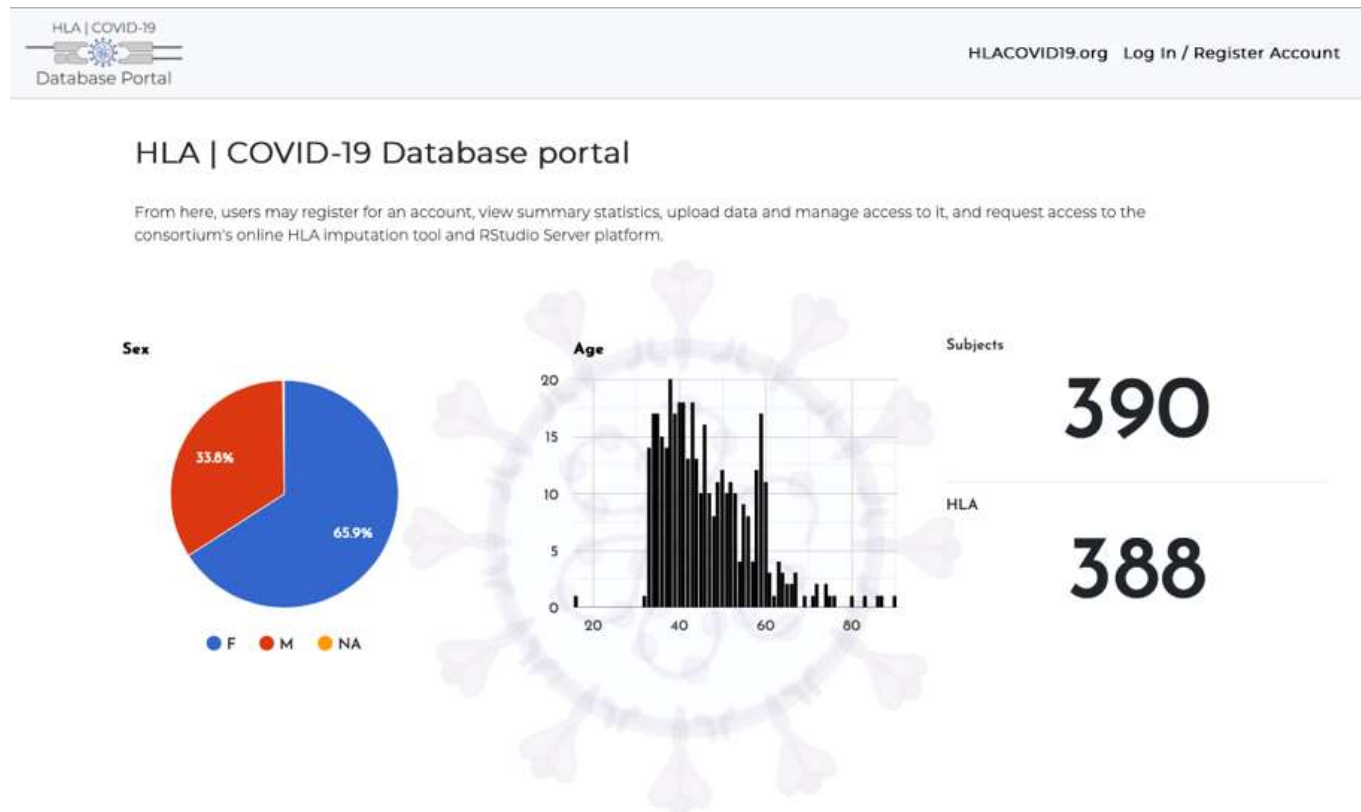 HLA | COVID-19
Database Portal
HLACOVID19.org Log In / Register Account
HLA | COVID-19 Database portal
From here, users may register for an account, view summary statistics, upload data and manage access to it, and request access to the
consortium's online HLA imputation tool and RStudio Server platform.
Sex
33.8%
65.9%
F M NA
Age
20
15
10
5
0
20 40 60 80
Subjects
390
HLA
388